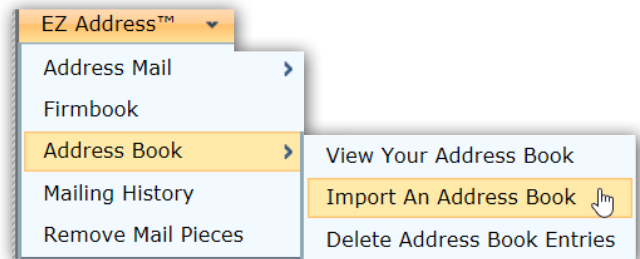 EZ Address™
Address Mail
Firmbook
Address Book
Mailing History
Remove Mail Pieces
View Your Address Book
Import An Address Book
Delete Address Book Entries